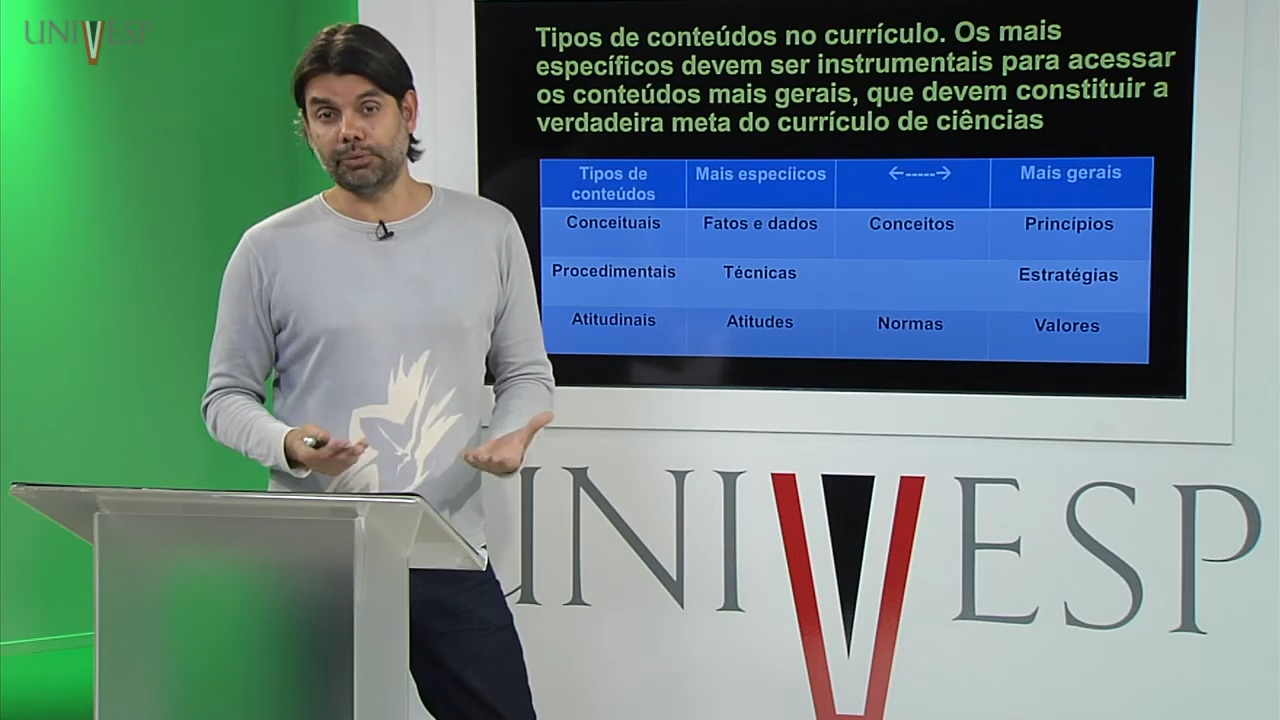 UNIVESP
Tipos de conteúdos no currículo. Os mais
específicos devem ser instrumentais para acessar
os conteúdos mais gerais, que devem constituir a
verdadeira meta do currículo de ciências
Tipos de conteúdos Mais especíicos ←-----→ Mais gerais
Conceituais Fatos e dados Conceitos Princípios
Procedimentais Técnicas Estratégias
Atitudinais Atitudes Normas Valores
UNIVESP